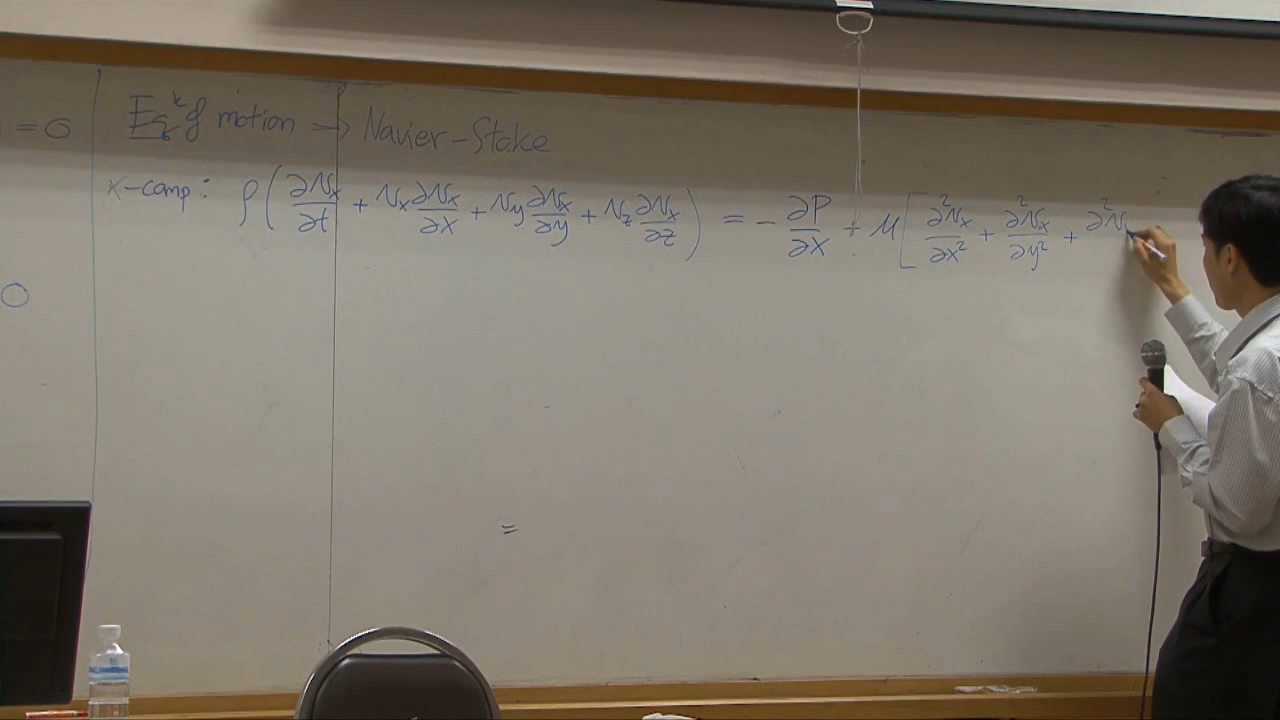 = 0
Eq of motion → Navier-Stoke
x-comp: ρ(∂Vx/∂t + Vx ∂Vx/∂x + Vy ∂Vx/∂y + Vz ∂Vx/∂z) = - ∂P/∂x + μ[∂²Vx/∂x² + ∂²Vx/∂y² + ∂²V
0
=